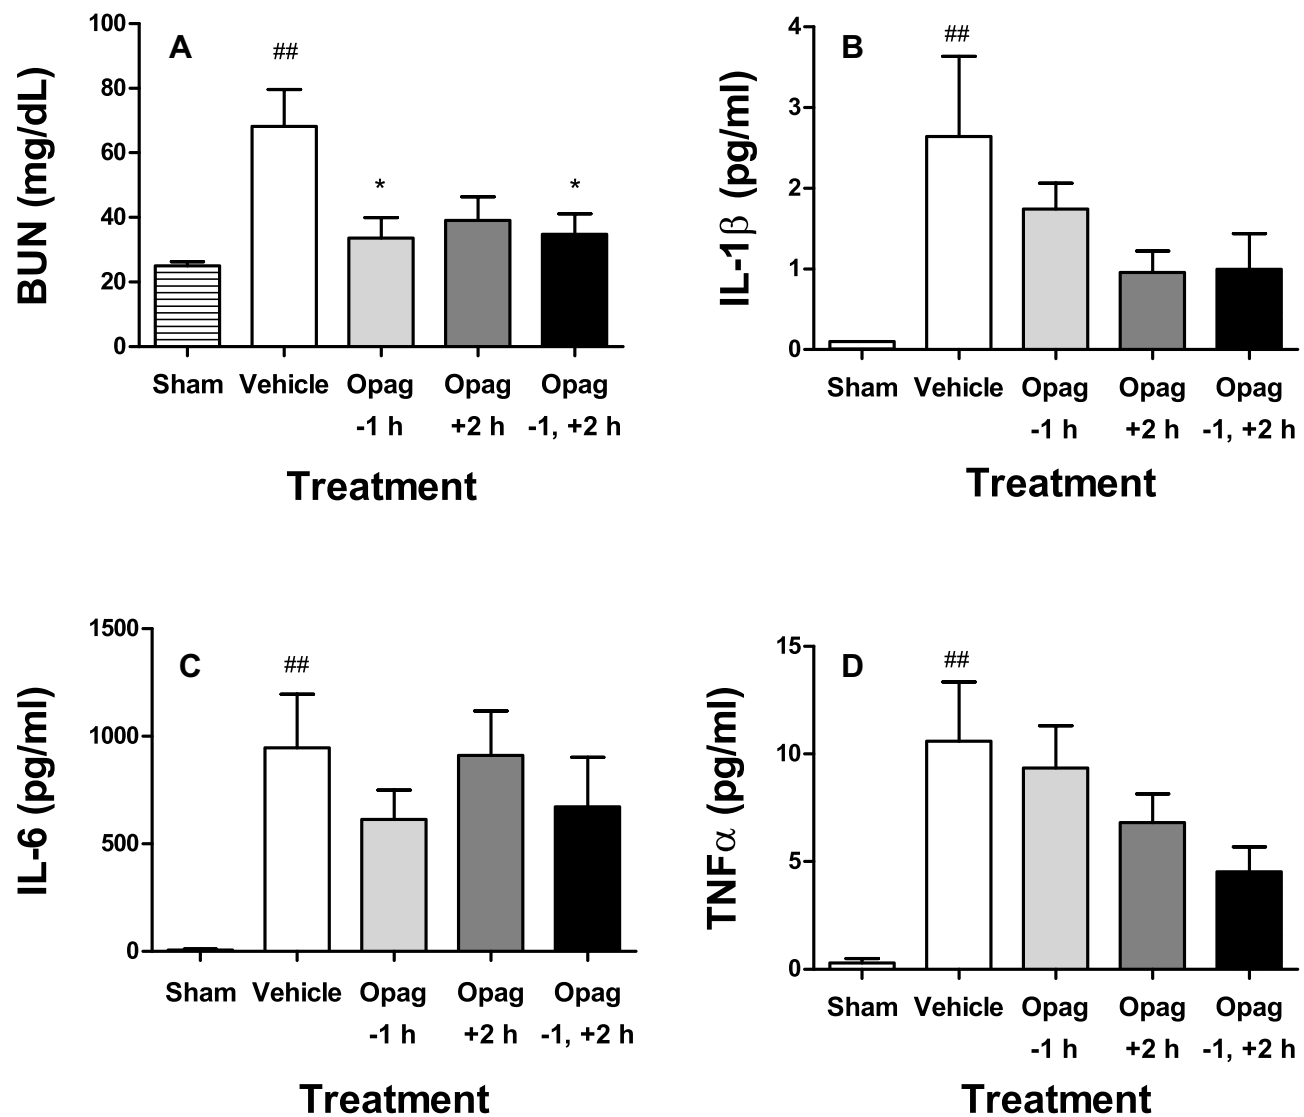 A
BUN (mg/dL)
100
80
60
40
20
0
##
*
*
Sham Vehicle Opag Opag Opag
-1 h +2 h -1, +2 h
Treatment
B
IL-1β (pg/ml)
4
3
2
1
0
##
Sham Vehicle Opag Opag Opag
-1 h +2 h -1, +2 h
Treatment
C
IL-6 (pg/ml)
1500
1000
500
0
##
Sham Vehicle Opag Opag Opag
-1 h +2 h -1, +2 h
Treatment
D
TNFα (pg/ml)
15
10
5
0
##
Sham Vehicle Opag Opag Opag
-1 h +2 h -1, +2 h
Treatment